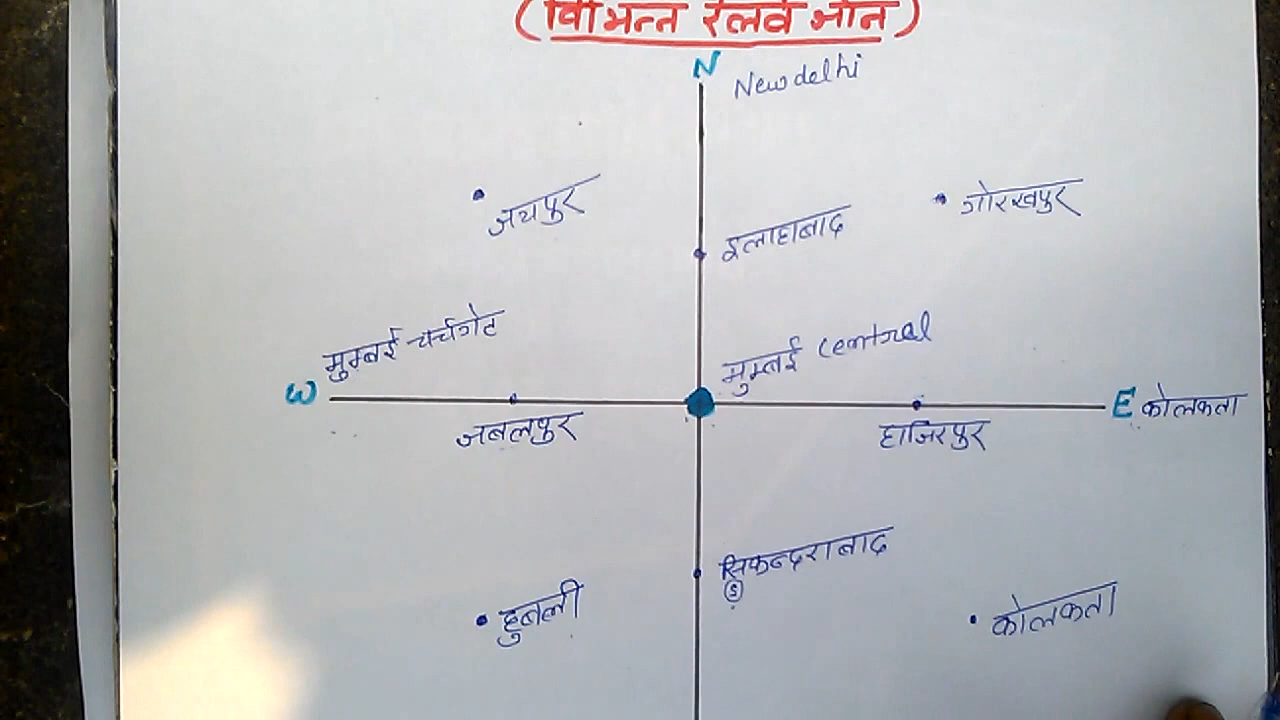 (विभिन्न रेलवे जोन)
N
New delhi
जयपुर
गोरखपुर
इलाहाबाद
मुम्बई चर्चगेट
मुम्बई Central
W
E कोलकता
जबलपुर
हाजिरपुर
सिकन्दराबाद
S
हुबली
कोलकता